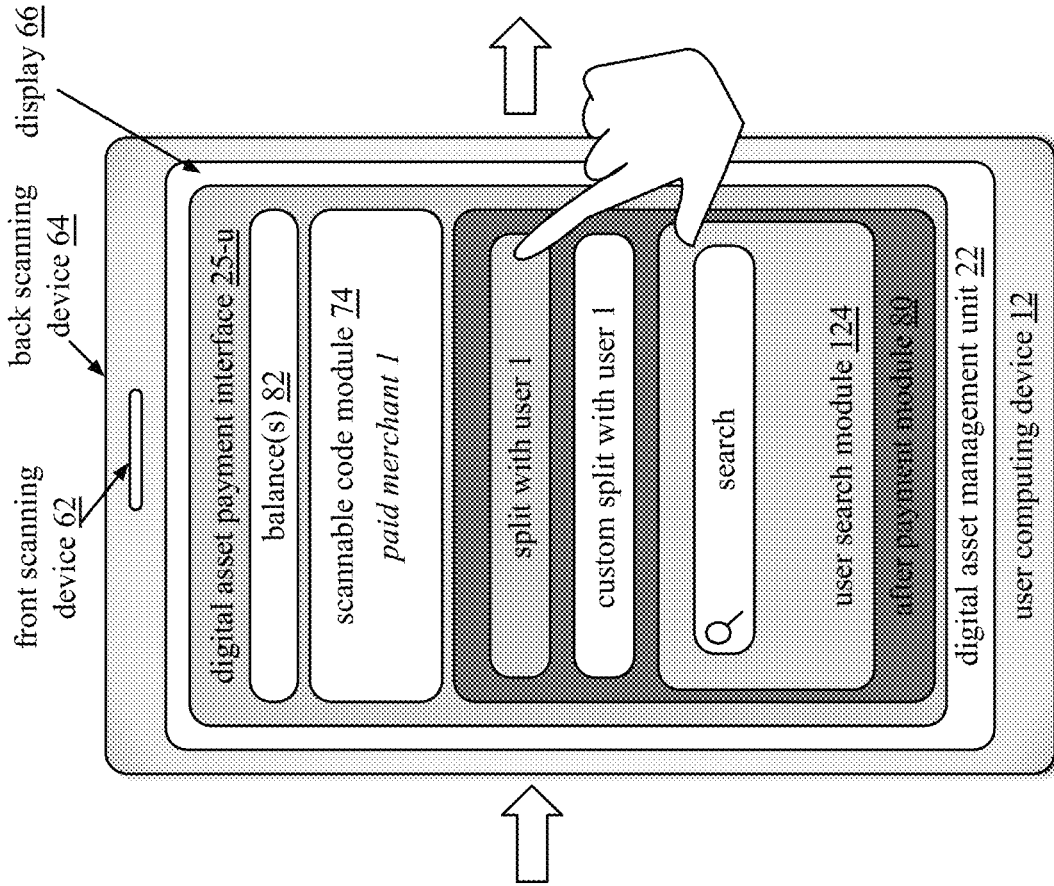 front scanning
device 62
back scanning
device 64
display 66
digital asset payment interface 25-u
balance(s) 82
scannable code module 74
paid merchant 1
split with user 1
custom split with user 1
search
user search module 124
after payment module 80
digital asset management unit 22
user computing device 12